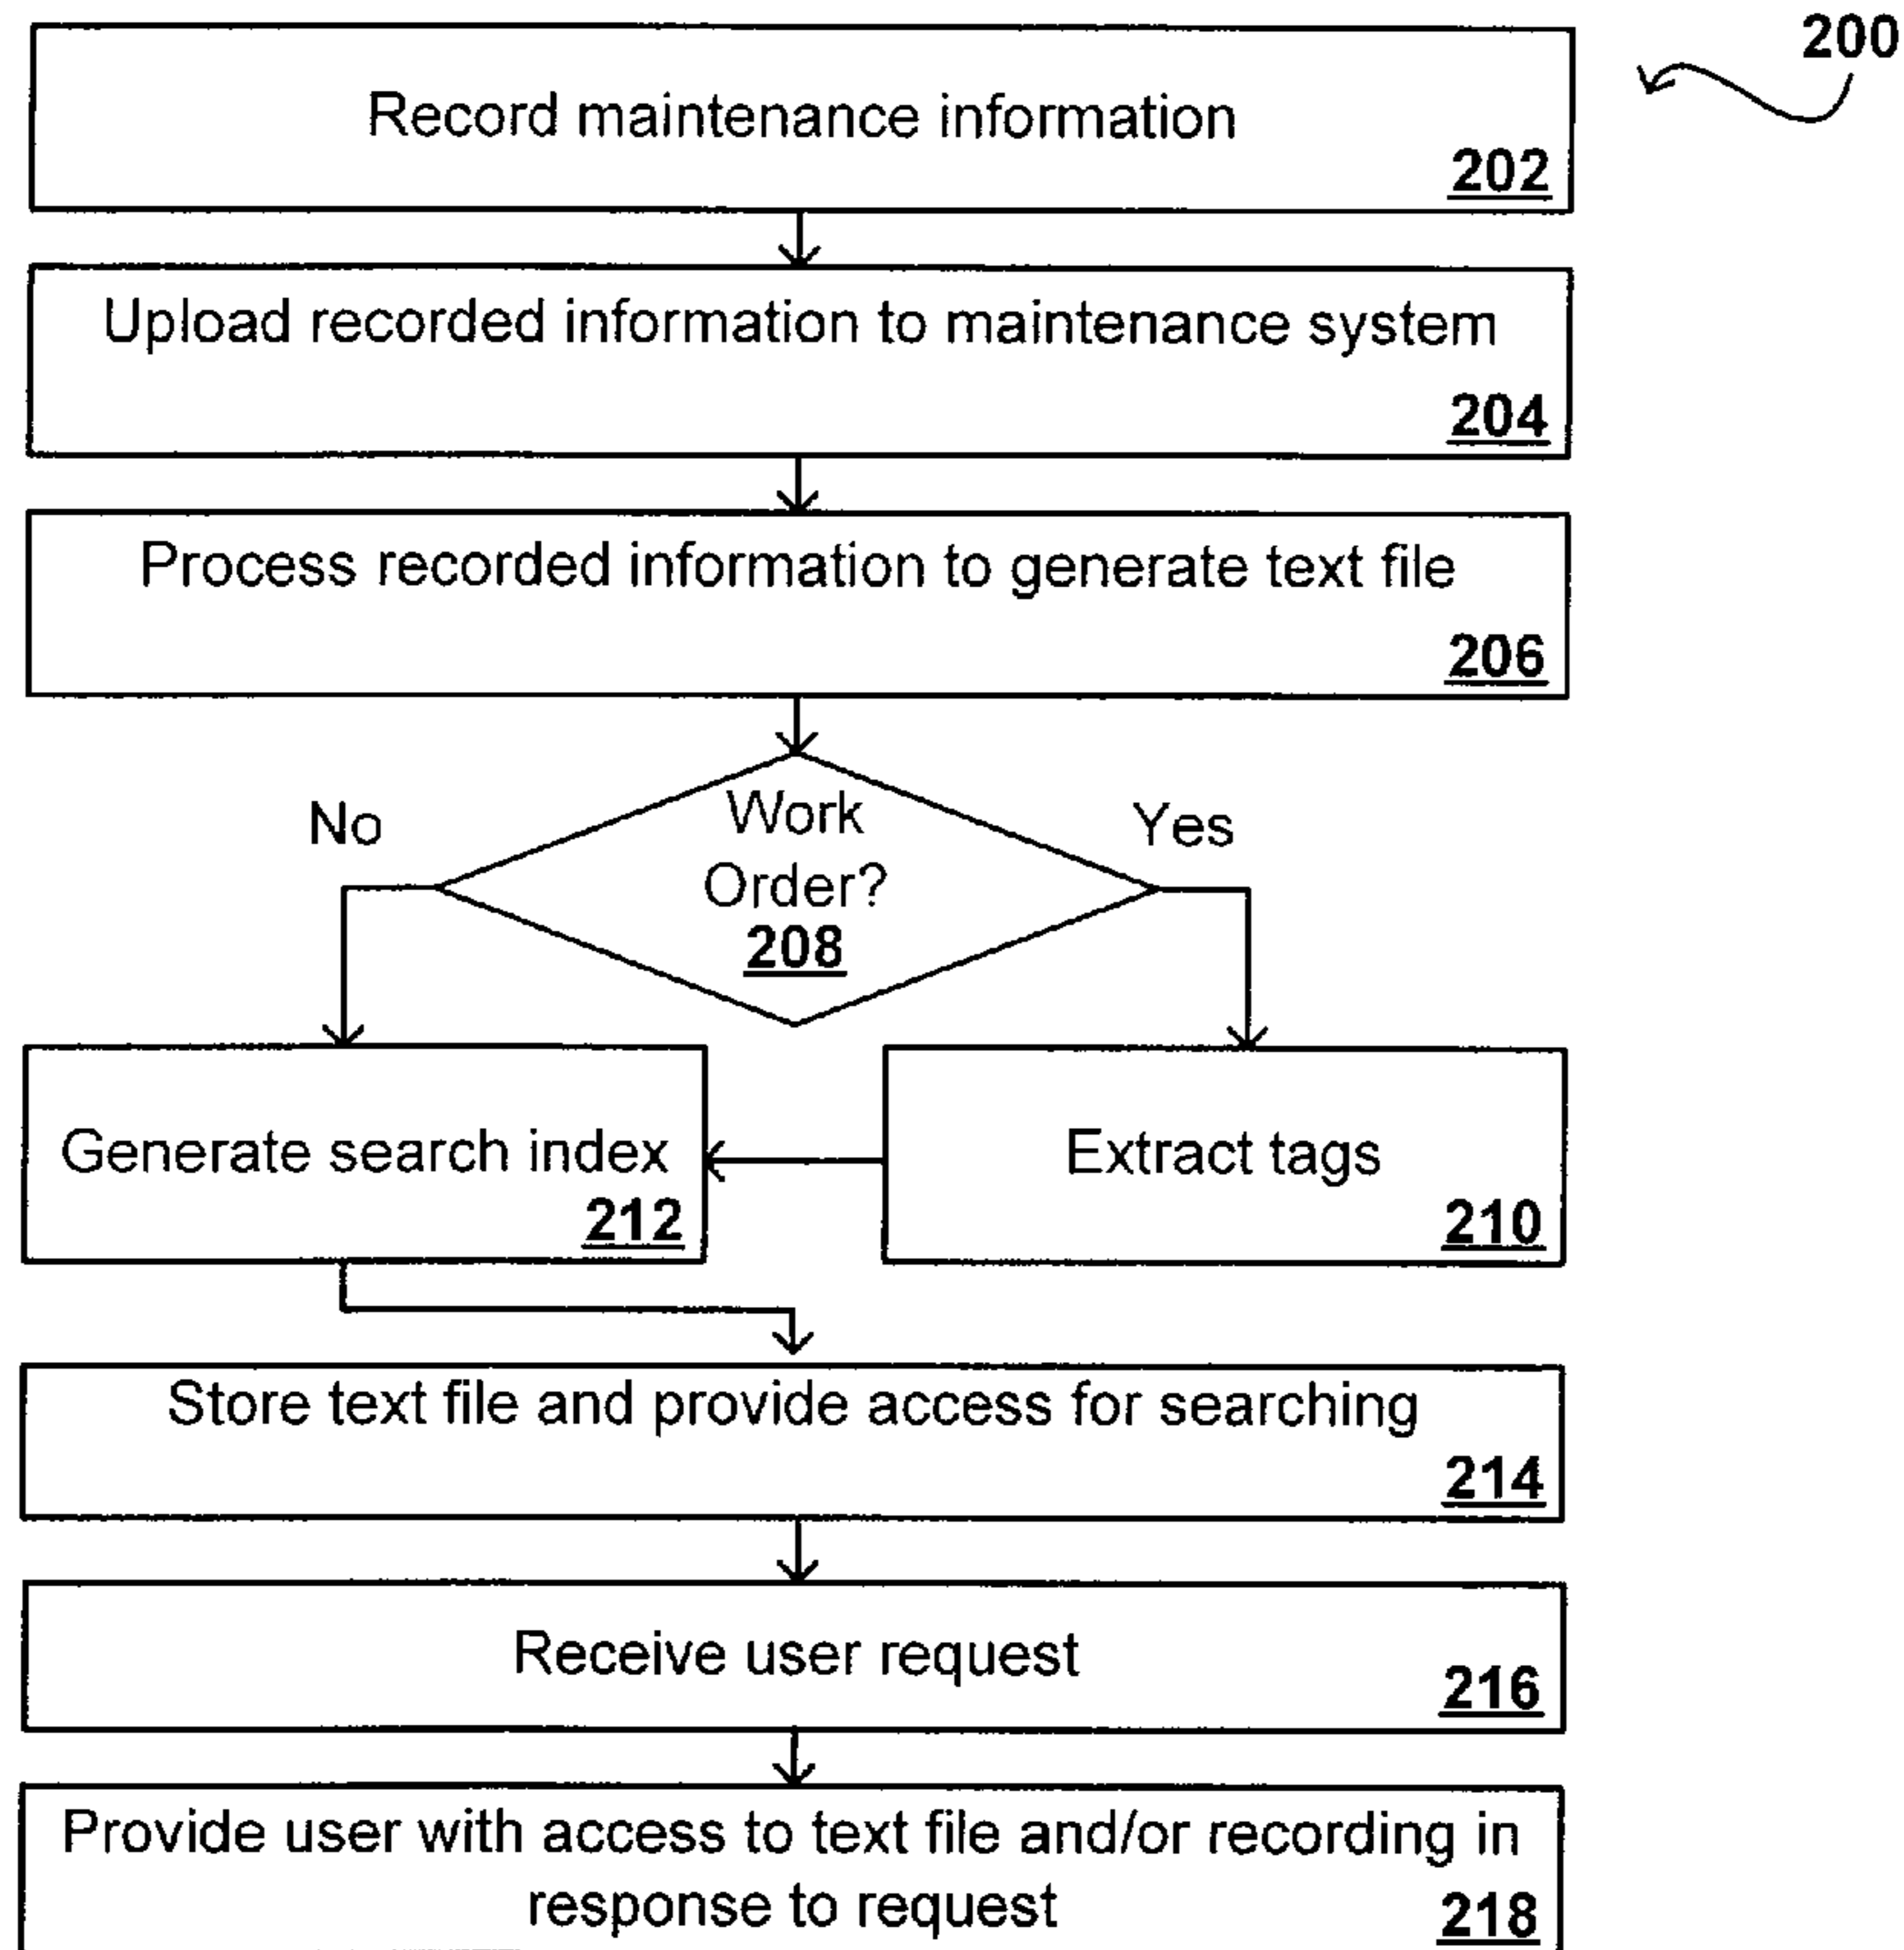 200
Record maintenance information
202
Upload recorded information to maintenance system
204
Process recorded information to generate text file
206
No
Work
Yes
Order?
208
Generate search index
212
Extract tags
210
Store text file and provide access for searching
214
Receive user request
216
Provide user with access to text file and/or recording in
response to request
218